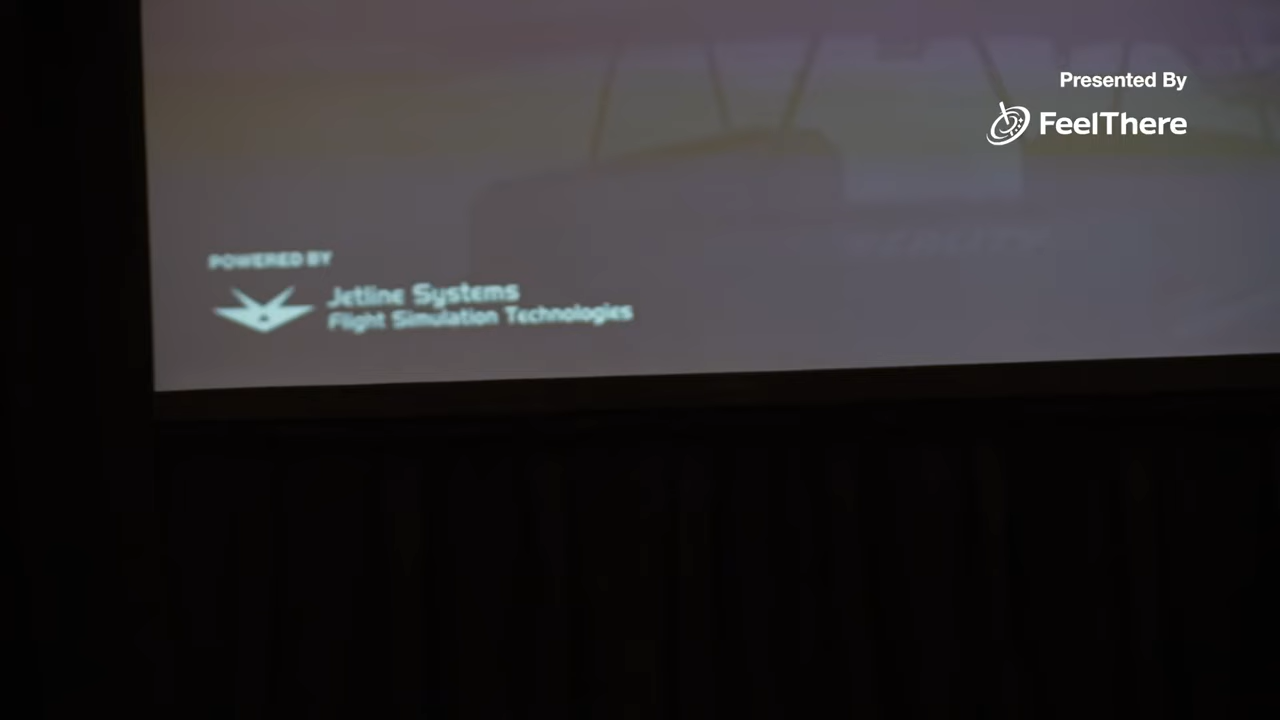 Presented By
FeelThere
POWERED BY
Jetline Systems
Flight Simulation Technologies